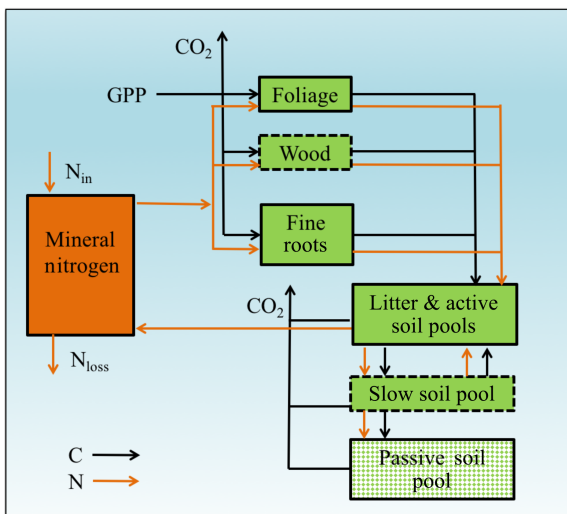 CO2
GPP
Foliage
Wood
Nin
Fine
roots
Mineral
nitrogen
CO2
Litter & active
soil pools
Nloss
Slow soil pool
C
N
Passive soil
pool